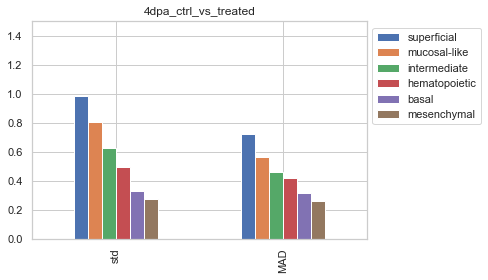 4dpa_ctrl_vs_treated
1.4
1.2
1.0
0.8
0.6
0.4
0.2
0.0
std
MAD
superficial
mucosal-like
intermediate
hematopoietic
basal
mesenchymal